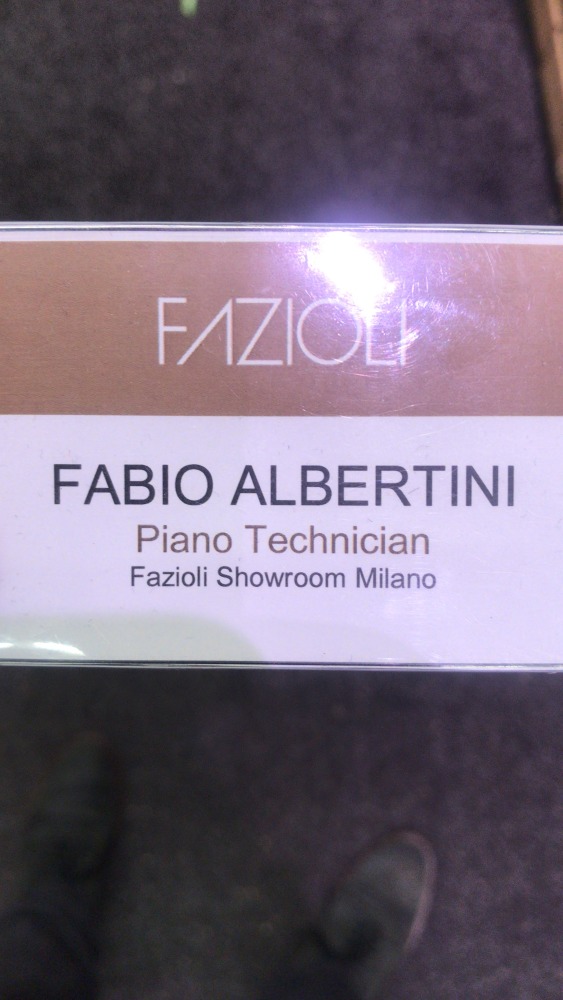 FAZIOLI
FABIO ALBERTINI
Piano Technician
Fazioli Showroom Milano